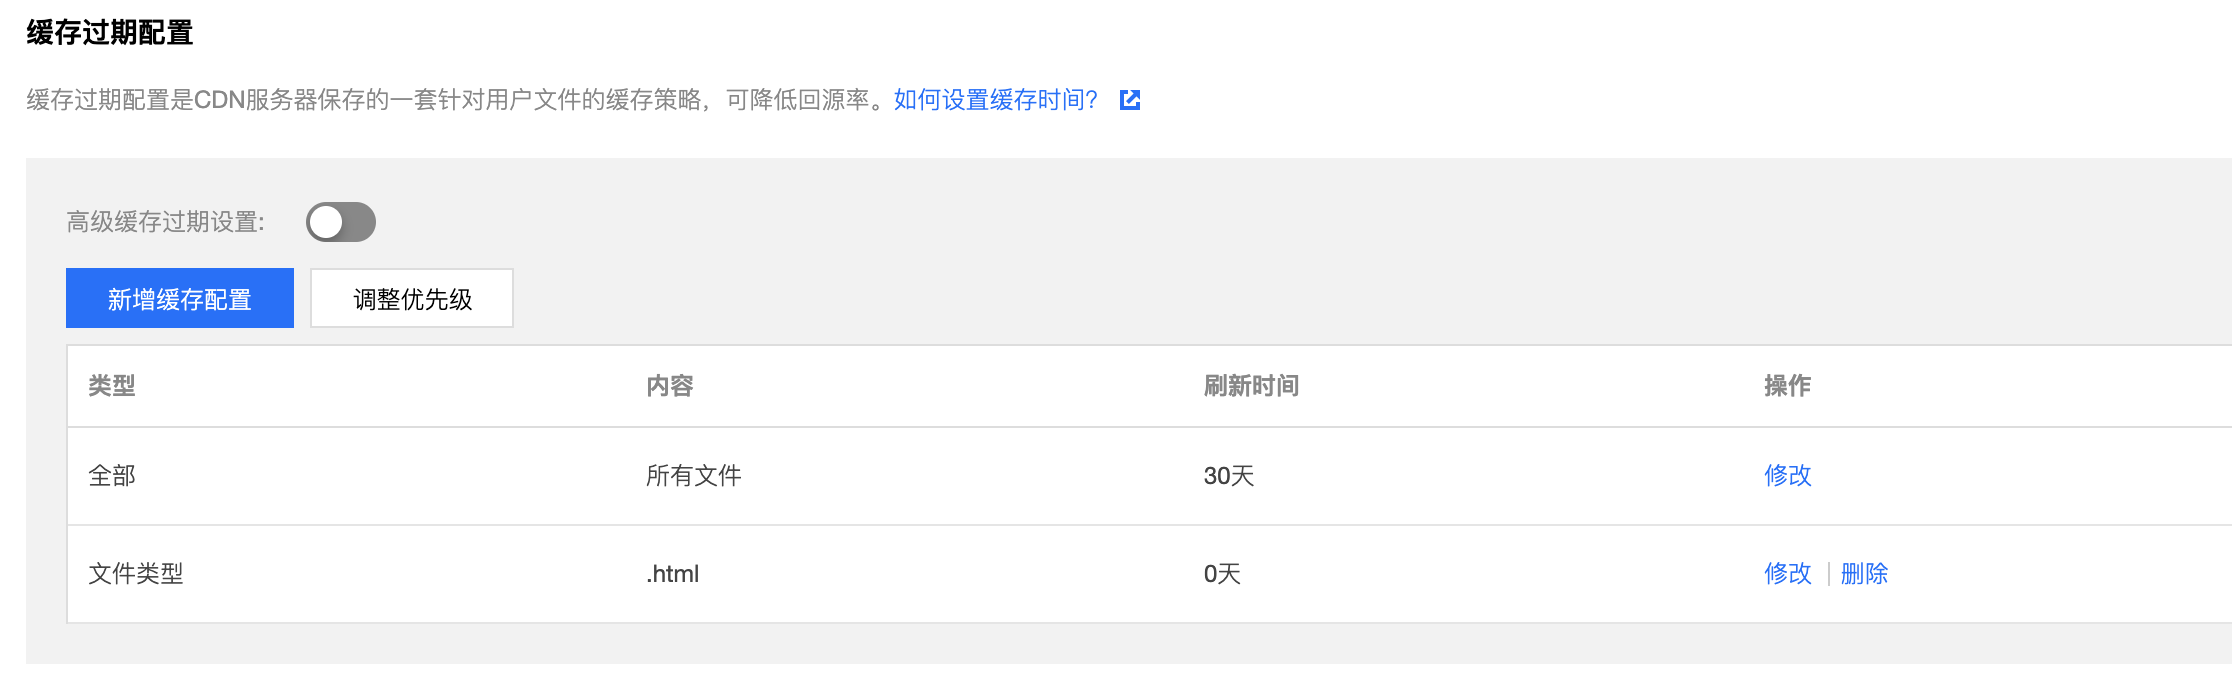 缓存过期配置
缓存过期配置是CDN服务器保存的一套针对用户文件的缓存策略，可降低回源率。如何设置缓存时间？
高级缓存过期设置:
新增缓存配置 调整优先级
类型 内容 刷新时间 操作
全部 所有文件 30天 修改
文件类型 .html 0天 修改 | 删除